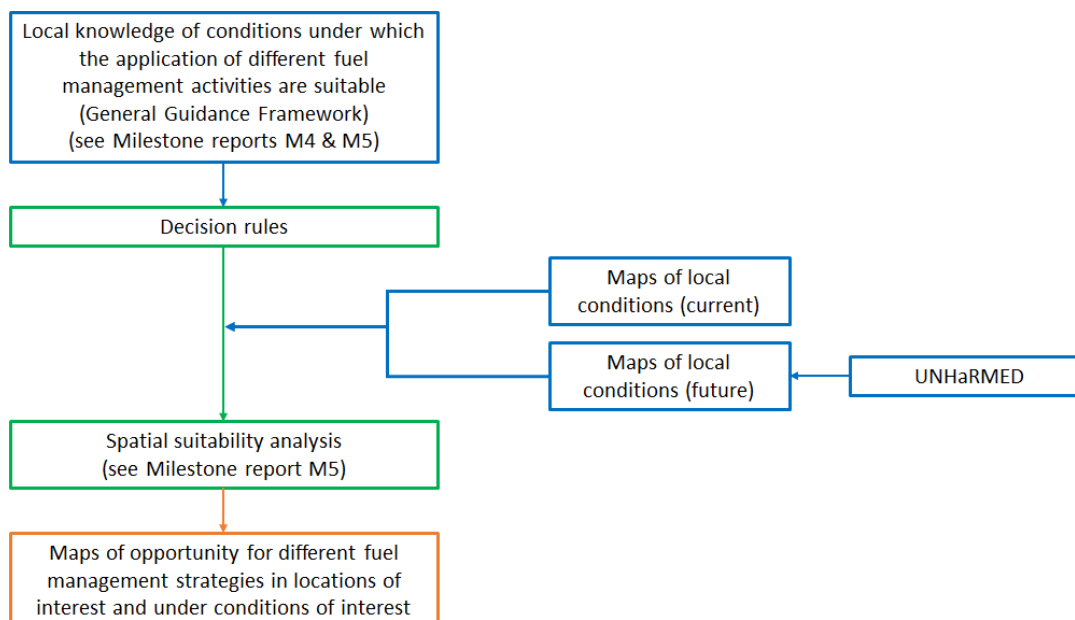 Local knowledge of conditions under which
the application of different fuel
management activities are suitable
(General Guidance Framework)
(see Milestone reports M4 & M5)
Decision rules
Maps of local
conditions (current)
Maps of local
conditions (future)
UNHaRMED
Spatial suitability analysis
(see Milestone report M5)
Maps of opportunity for different fuel
management strategies in locations of
interest and under conditions of interest